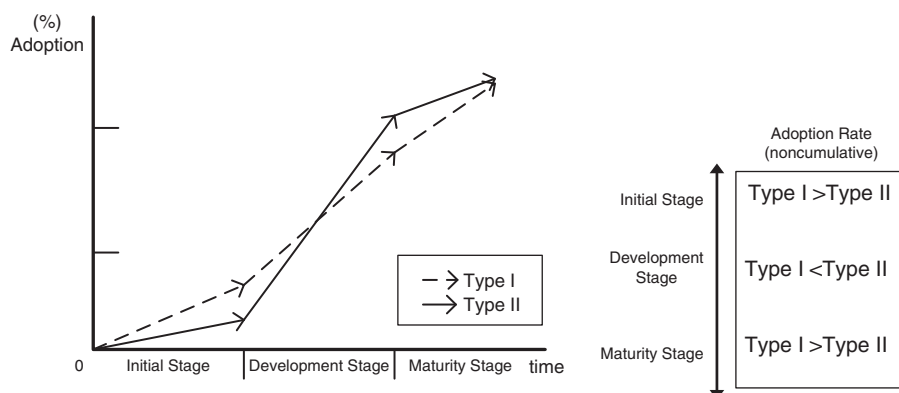 (%)
Adoption
Type I
Type II
0
Initial Stage
Development Stage
Maturity Stage
time
Adoption Rate
(noncumulative)
Initial Stage
Type I >Type II
Development
Stage
Type I <Type II
Maturity Stage
Type I >Type II